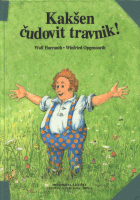 Kakšen
čudovit travnik!
Wolf Harranth • Winfried Opgenoorth